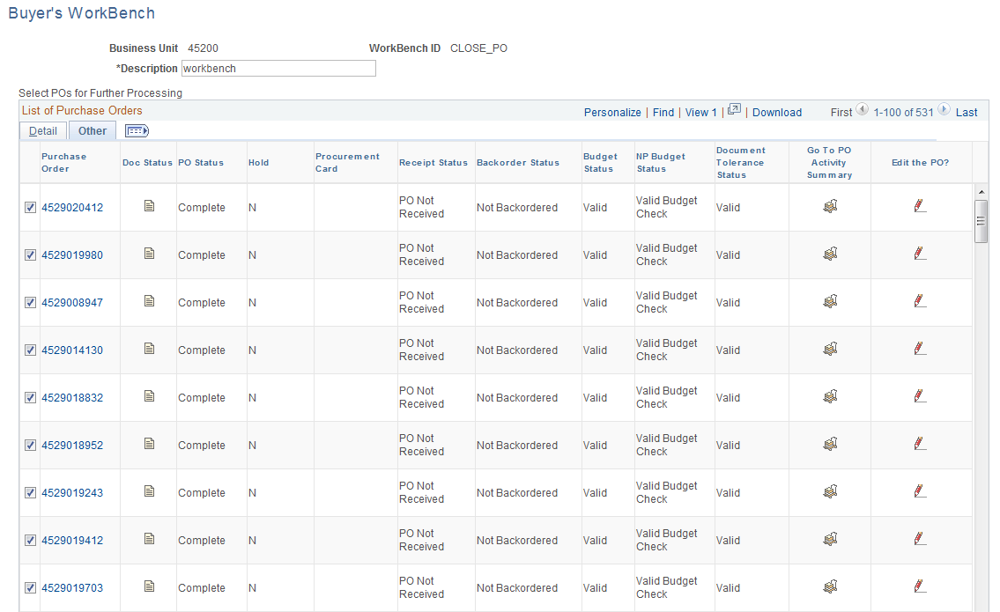 Buyer's WorkBench
Business Unit 45200 WorkBench ID CLOSE_PO
*Description workbench
Select POs for Further Processing
List of Purchase Orders Personalize | Find | View 1 | | Download First 1-100 of 531 Last
Detail Other
Purchase Order Doc Status PO Status Hold Procurement Card Receipt Status Backorder Status Budget Status NP Budget Status Document Tolerance Status Go To PO Activity Summary Edit the PO?
4529020412 Complete N PO Not Received Not Backordered Valid Valid Budget Check Valid
4529019980 Complete N PO Not Received Not Backordered Valid Valid Budget Check Valid
4529008947 Complete N PO Not Received Not Backordered Valid Valid Budget Check Valid
4529014130 Complete N PO Not Received Not Backordered Valid Valid Budget Check Valid
4529018832 Complete N PO Not Received Not Backordered Valid Valid Budget Check Valid
4529018952 Complete N PO Not Received Not Backordered Valid Valid Budget Check Valid
4529019243 Complete N PO Not Received Not Backordered Valid Valid Budget Check Valid
4529019412 Complete N PO Not Received Not Backordered Valid Valid Budget Check Valid
4529019703 Complete N PO Not Received Not Backordered Valid Valid Budget Check Valid